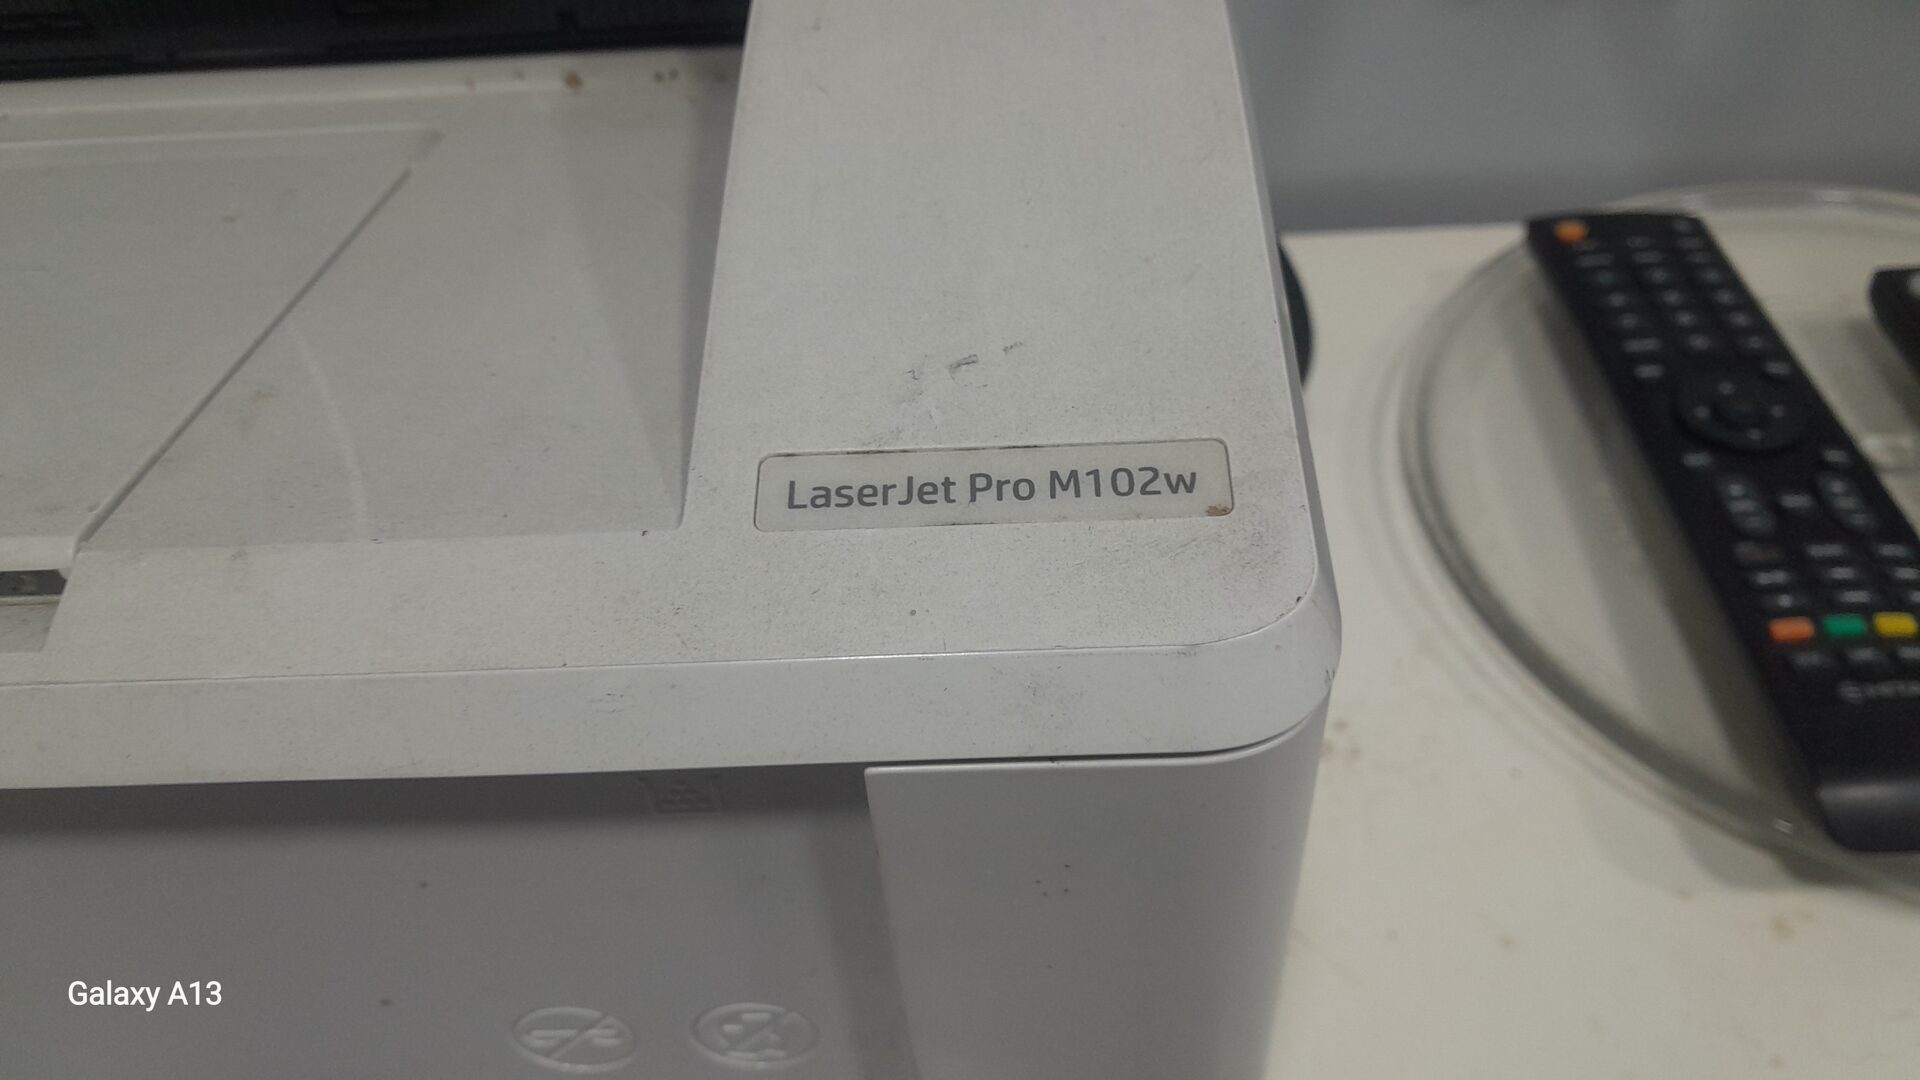 LaserJet Pro M102w
Galaxy A13